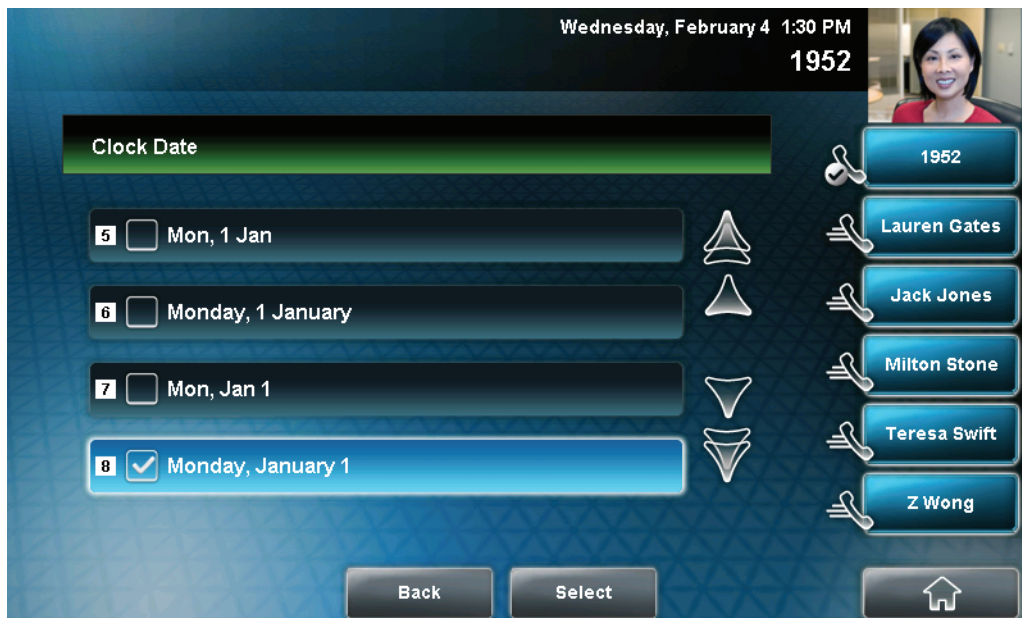 Wednesday, February 4 1:30 PM
1952
Clock Date
5 Mon, 1 Jan
6 Monday, 1 January
7 Mon, Jan 1
8 Monday, January 1
Back Select
1952
Lauren Gates
Jack Jones
Milton Stone
Teresa Swift
Z Wong